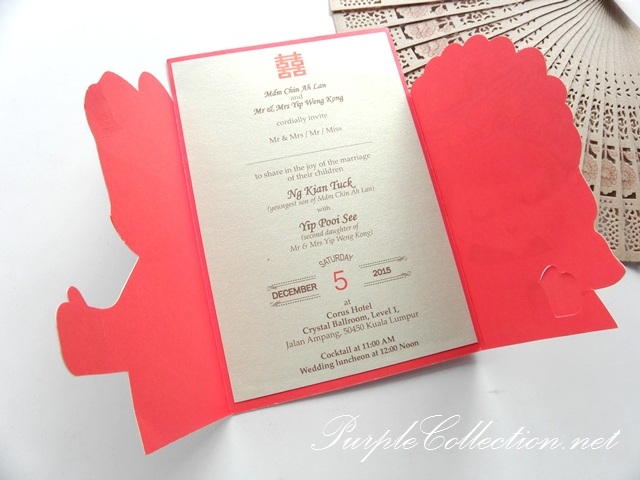 囍
Mdm Chin Ah Lan
and
Mr & Mrs Yip Weng Kong
cordially invite
Mr & Mrs / Mr / Miss
to share in the joy of the marriage
of their children
Ng Kian Tuck
(youngest son of Mdm Chin Ah Lan)
with
Yip Pooi See
(second daughter of
Mr & Mrs Yip Weng Kong)
SATURDAY
DECEMBER 5 2015
at
Corus Hotel
Crystal Ballroom, Level 1,
Jalan Ampang, 50450 Kuala Lumpur
Cocktail at 11:00 AM
Wedding luncheon at 12:00 Noon
PurpleCollection.net